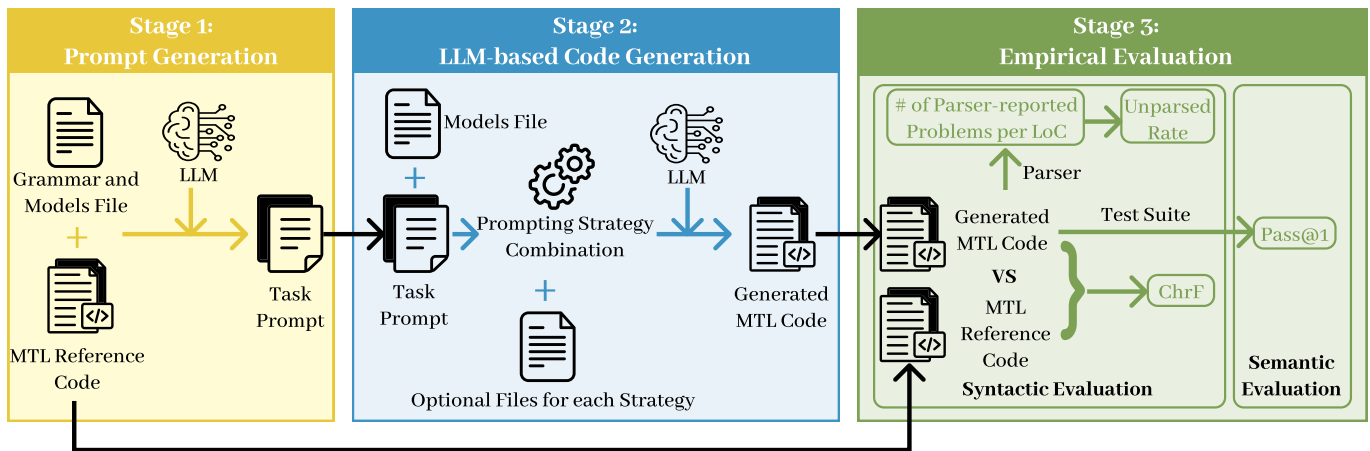 Stage 1:
Prompt Generation
Grammar and
Models File
+
LLM
MTL Reference
Code
</>
Task
Prompt
Stage 2:
LLM-based Code Generation
Models File
+
Task
Prompt
Prompting Strategy
Combination
+
Optional Files for each Strategy
LLM
</>
Generated
MTL Code
Stage 3:
Empirical Evaluation
# of Parser-reported
Problems per LoC
Unparsed
Rate
Parser
</>
Generated
MTL Code
VS
</>
MTL
Reference
Code
Test Suite
Pass@1
}
ChrF
Syntactic Evaluation
Semantic
Evaluation